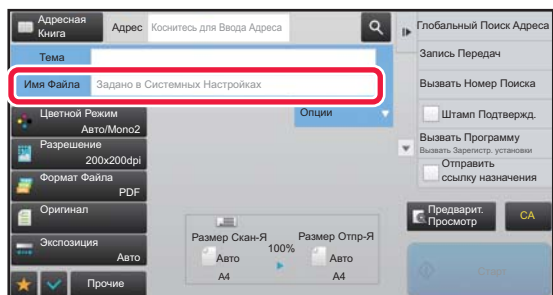 Адресная
Книга
Адрес
Коснитесь для Ввода Адреса
Тема
Имя Файла
Задано в Системных Настройках
Цветной Режим
Авто/Mono2
Опции
Разрешение
200x200dpi
Формат Файла
PDF
Оригинал
Экспозиция
Авто
Прочие
Размер Скан-Я
100%
Размер Отпр-Я
Авто
A4
Авто
A4
Глобальный Поиск Адреса
Запись Передач
Вызвать Номер Поиска
Штамп Подтвержд.
Вызвать Программу
Вызвать Зарегистр. установки
Отправить
ссылку назначения
Предварит.
Просмотр
CA
Старт